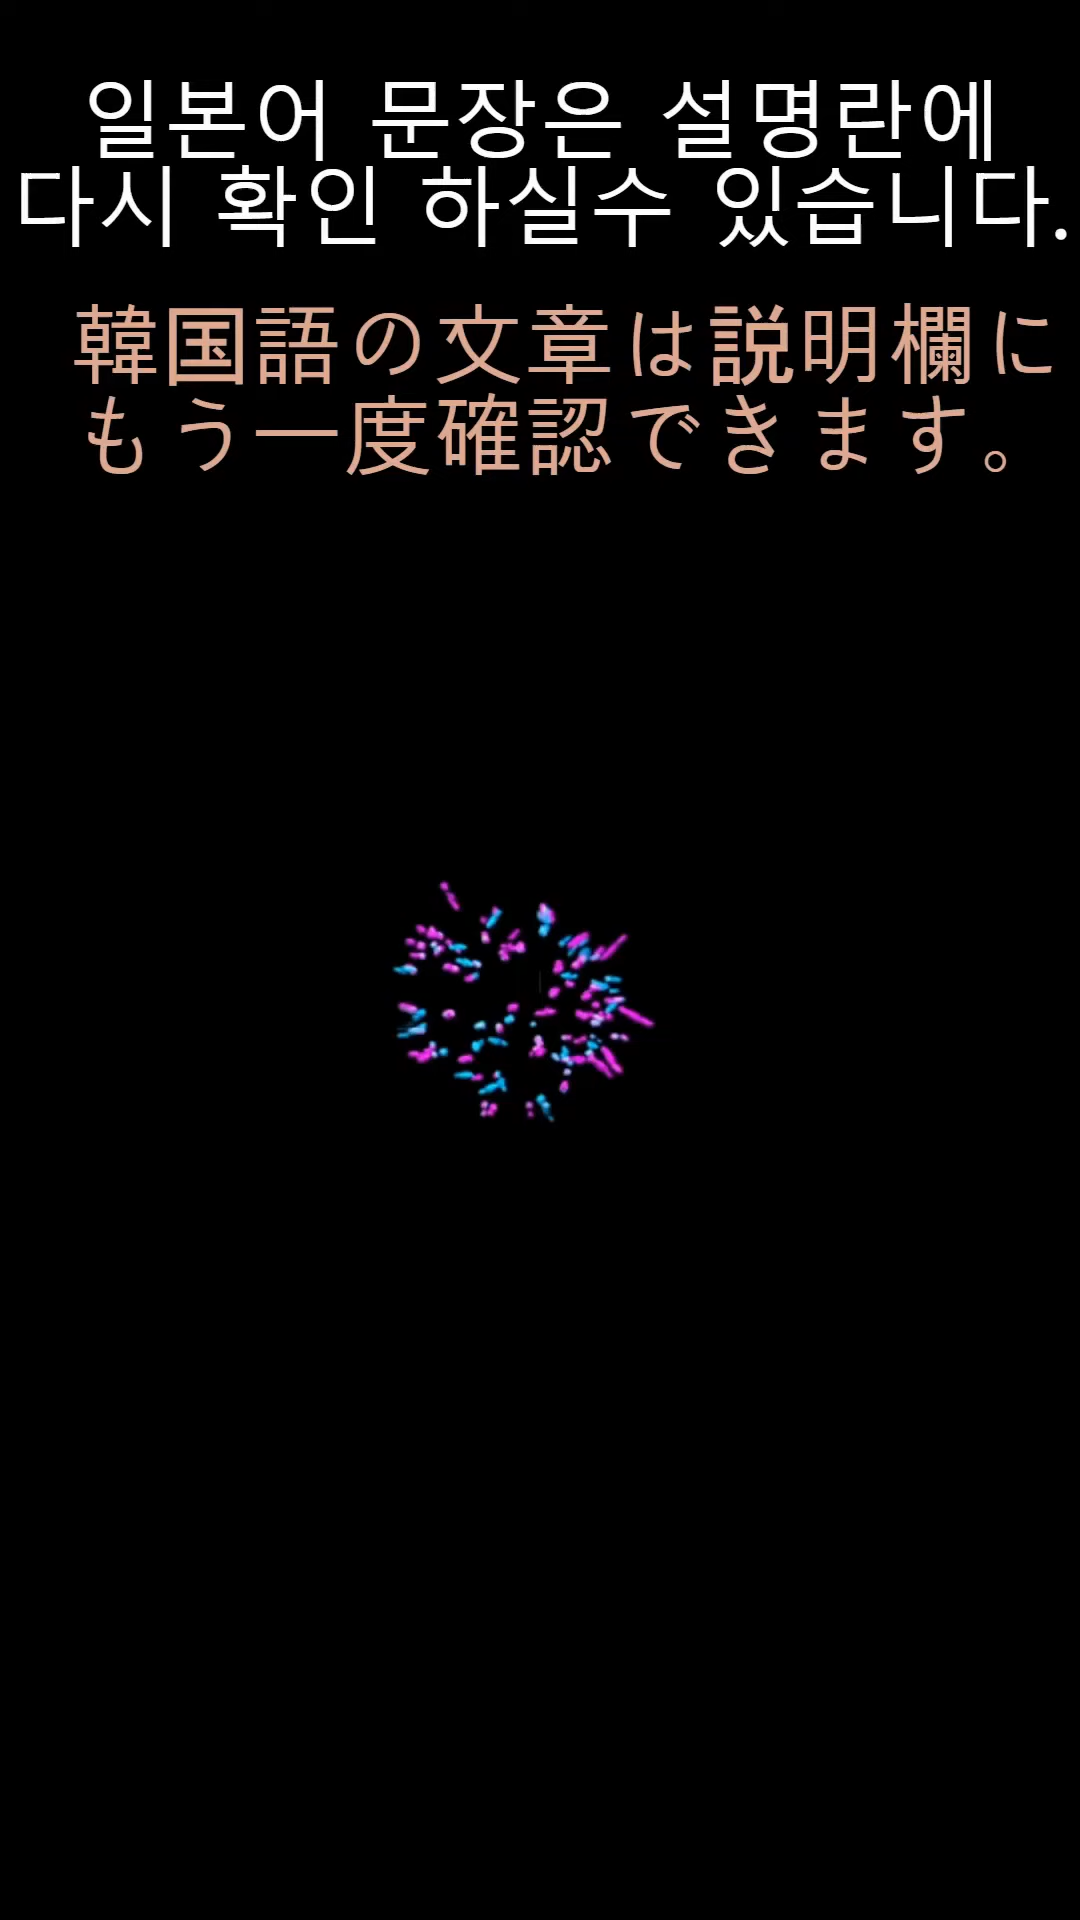 일본어 문장은 설명란에
다시 확인 하실수 있습니다.
韓国語の文章は説明欄に
もう一度確認できます。